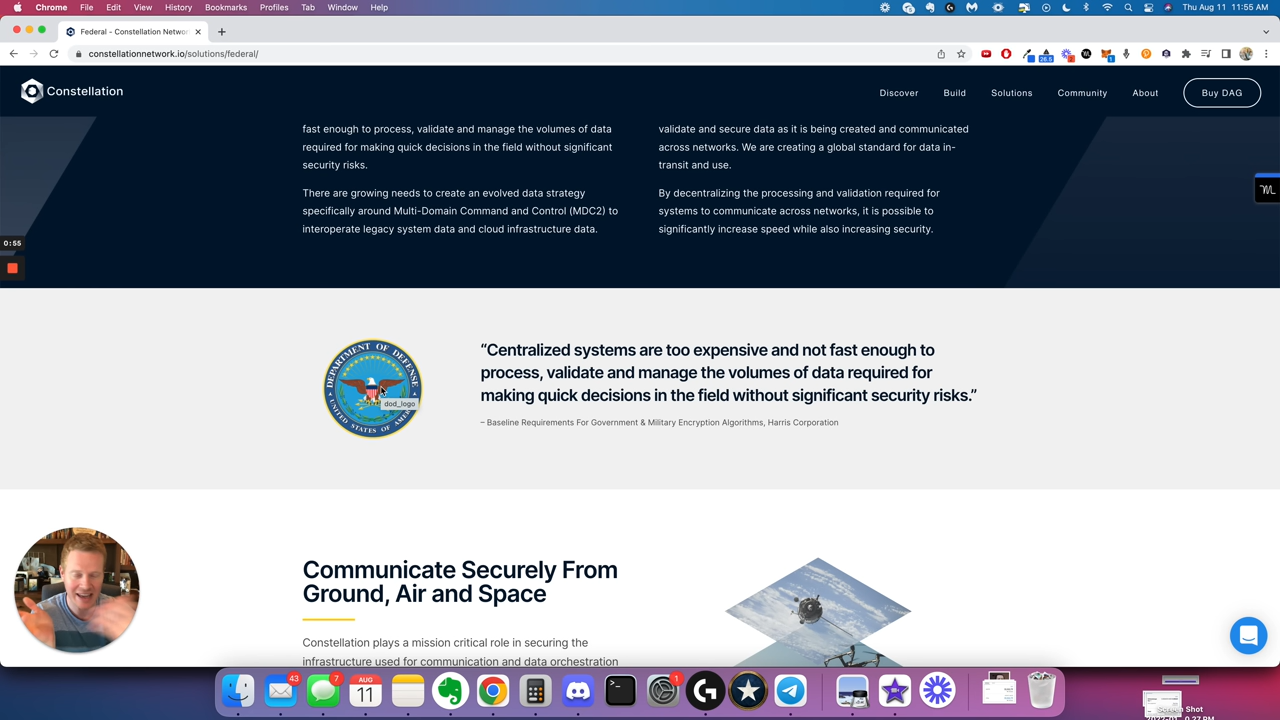 Chrome File Edit View History Bookmarks Profiles Tab Window Help
Thu Aug 11 11:55 AM
Federal - Constellation Netwo
constellationnetwork.io/solutions/federal/
26.5
2
1
Constellation
Discover Build Solutions Community About Buy DAG
fast enough to process, validate and manage the volumes of data
required for making quick decisions in the field without significant
security risks.
There are growing needs to create an evolved data strategy
specifically around Multi-Domain Command and Control (MDC2) to
interoperate legacy system data and cloud infrastructure data.
validate and secure data as it is being created and communicated
across networks. We are creating a global standard for data in-
transit and use.
By decentralizing the processing and validation required for
systems to communicate across networks, it is possible to
significantly increase speed while also increasing security.
0:55
DEPARTMENT OF DEFENSE
UNITED STATES OF AMERICA
dod_logo
“Centralized systems are too expensive and not fast enough to
process, validate and manage the volumes of data required for
making quick decisions in the field without significant security risks.”
– Baseline Requirements For Government & Military Encryption Algorithms, Harris Corporation
Communicate Securely From
Ground, Air and Space
Constellation plays a mission critical role in securing the
infrastructure used for communication and data orchestration
43
7
AUG
11
1
Screen Shot